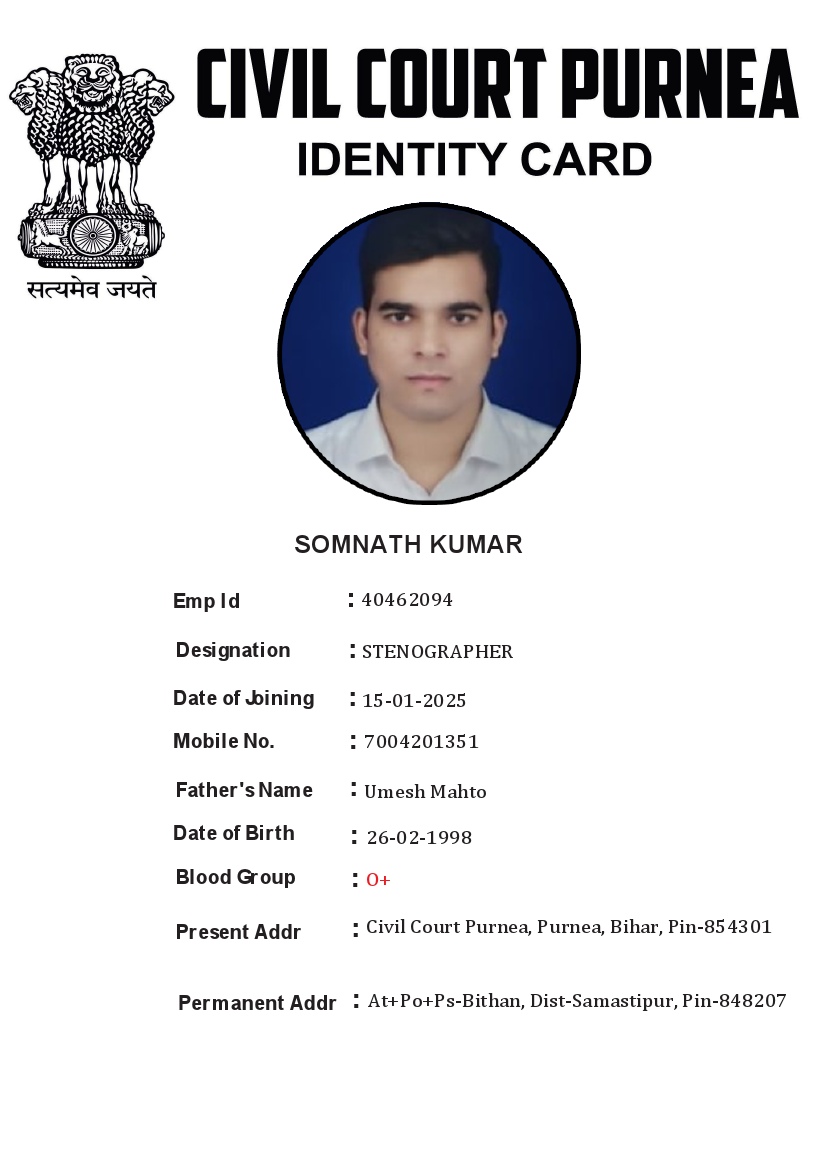 CIVIL COURT PURNEA
IDENTITY CARD
सत्यमेव जयते
SOMNATH KUMAR
Emp Id : 40462094
Designation : STENOGRAPHER
Date of Joining : 15-01-2025
Mobile No. : 7004201351
Father's Name : Umesh Mahto
Date of Birth : 26-02-1998
Blood Group : O+
Present Addr : Civil Court Purnea, Purnea, Bihar, Pin-854301
Permanent Addr : At+Po+Ps-Bithan, Dist-Samastipur, Pin-848207